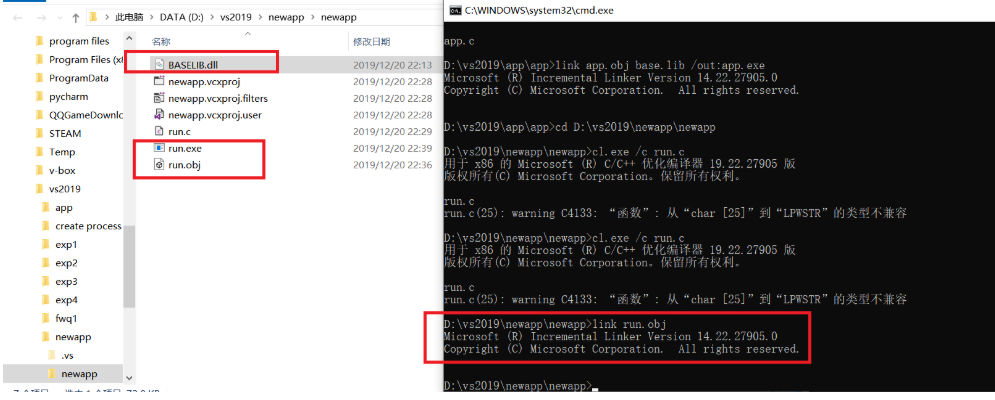 此电脑 > DATA (D:) > vs2019 > newapp > newapp
program files
Program Files (x8
ProgramData
pycharm
QQGameDownloa
STEAM
Temp
v-box
vs2019
app
create process
exp1
exp2
exp3
exp4
fwq1
newapp
.vs
newapp
名称 修改日期
BASELIB.dll 2019/12/20 22:13
newapp.vcxproj 2019/12/20 22:28
newapp.vcxproj.filters 2019/12/20 22:28
newapp.vcxproj.user 2019/12/20 22:28
run.c 2019/12/20 22:29
run.exe 2019/12/20 22:39
run.obj 2019/12/20 22:36
C:\WINDOWS\system32\cmd.exe
app.c
D:\vs2019\app\app>link app.obj base.lib /out:app.exe
Microsoft (R) Incremental Linker Version 14.22.27905.0
Copyright (C) Microsoft Corporation.  All rights reserved.
D:\vs2019\app\app>cd D:\vs2019\newapp\newapp
D:\vs2019\newapp\newapp>cl.exe /c run.c
用于 x86 的 Microsoft (R) C/C++ 优化编译器 19.22.27905 版
版权所有(C) Microsoft Corporation。保留所有权利。
run.c
run.c(25): warning C4133: “函数”: 从“char [25]”到“LPWSTR”的类型不兼容
D:\vs2019\newapp\newapp>cl.exe /c run.c
用于 x86 的 Microsoft (R) C/C++ 优化编译器 19.22.27905 版
版权所有(C) Microsoft Corporation。保留所有权利。
run.c
run.c(25): warning C4133: “函数”: 从“char [25]”到“LPWSTR”的类型不兼容
D:\vs2019\newapp\newapp>link run.obj
Microsoft (R) Incremental Linker Version 14.22.27905.0
Copyright (C) Microsoft Corporation.  All rights reserved.
D:\vs2019\newapp\newapp>